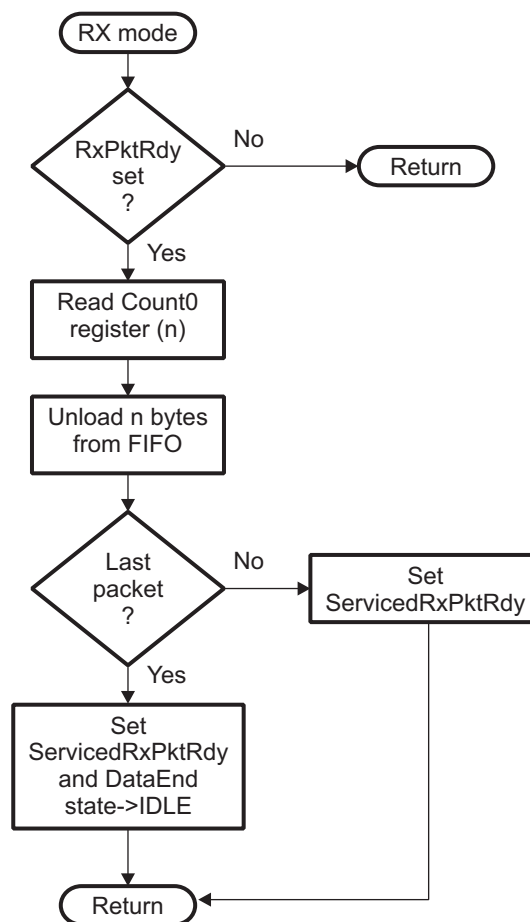 RX mode
RxPktRdy
set
?
No
Return
Yes
Read Count0
register (n)
Unload n bytes
from FIFO
Last
packet
?
No
Set
ServicedRxPktRdy
Yes
Set
ServicedRxPktRdy
and DataEnd
state->IDLE
Return